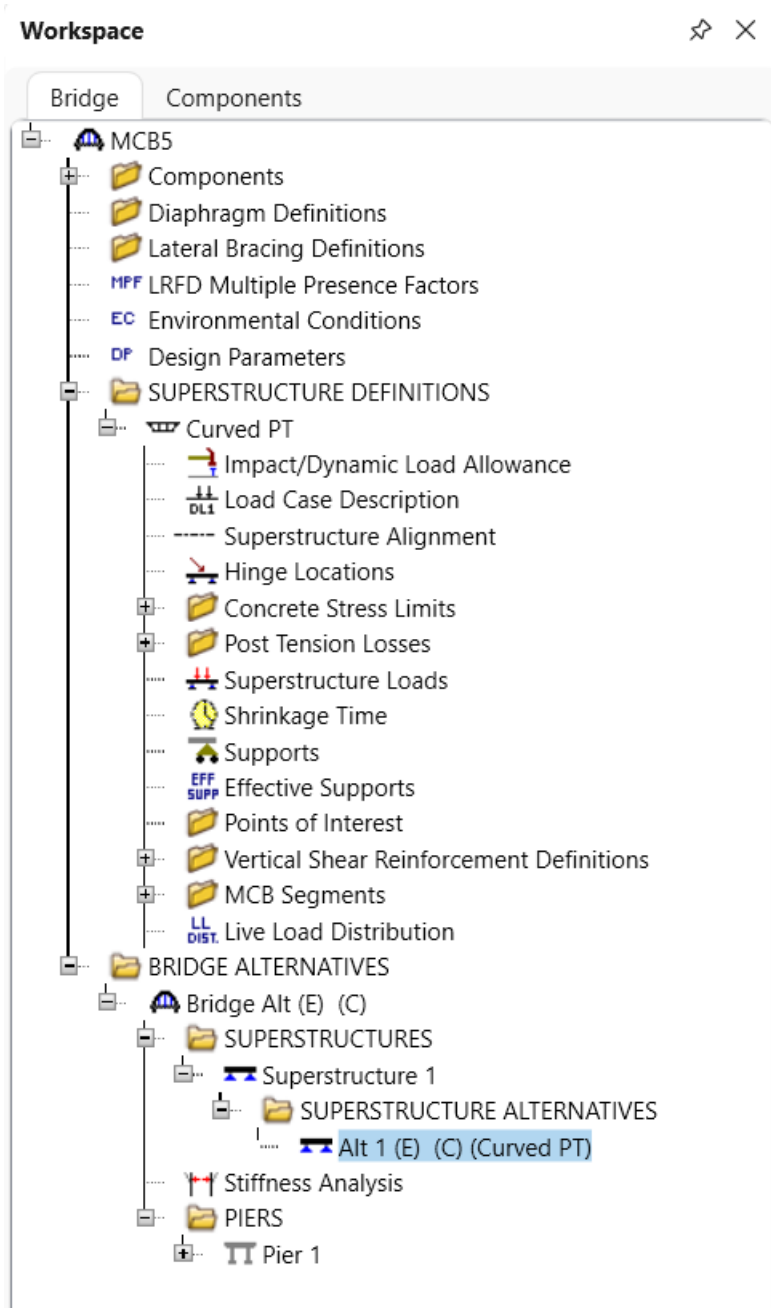 Workspace
Bridge Components
MCB5
Components
Diaphragm Definitions
Lateral Bracing Definitions
MPF LRFD Multiple Presence Factors
EC Environmental Conditions
DP Design Parameters
SUPERSTRUCTURE DEFINITIONS
Curved PT
Impact/Dynamic Load Allowance
DL1 Load Case Description
Superstructure Alignment
Hinge Locations
Concrete Stress Limits
Post Tension Losses
Superstructure Loads
Shrinkage Time
Supports
EFF SUPP Effective Supports
Points of Interest
Vertical Shear Reinforcement Definitions
MCB Segments
LL DIST. Live Load Distribution
BRIDGE ALTERNATIVES
Bridge Alt (E) (C)
SUPERSTRUCTURES
Superstructure 1
SUPERSTRUCTURE ALTERNATIVES
Alt 1 (E) (C) (Curved PT)
Stiffness Analysis
PIERS
Pier 1